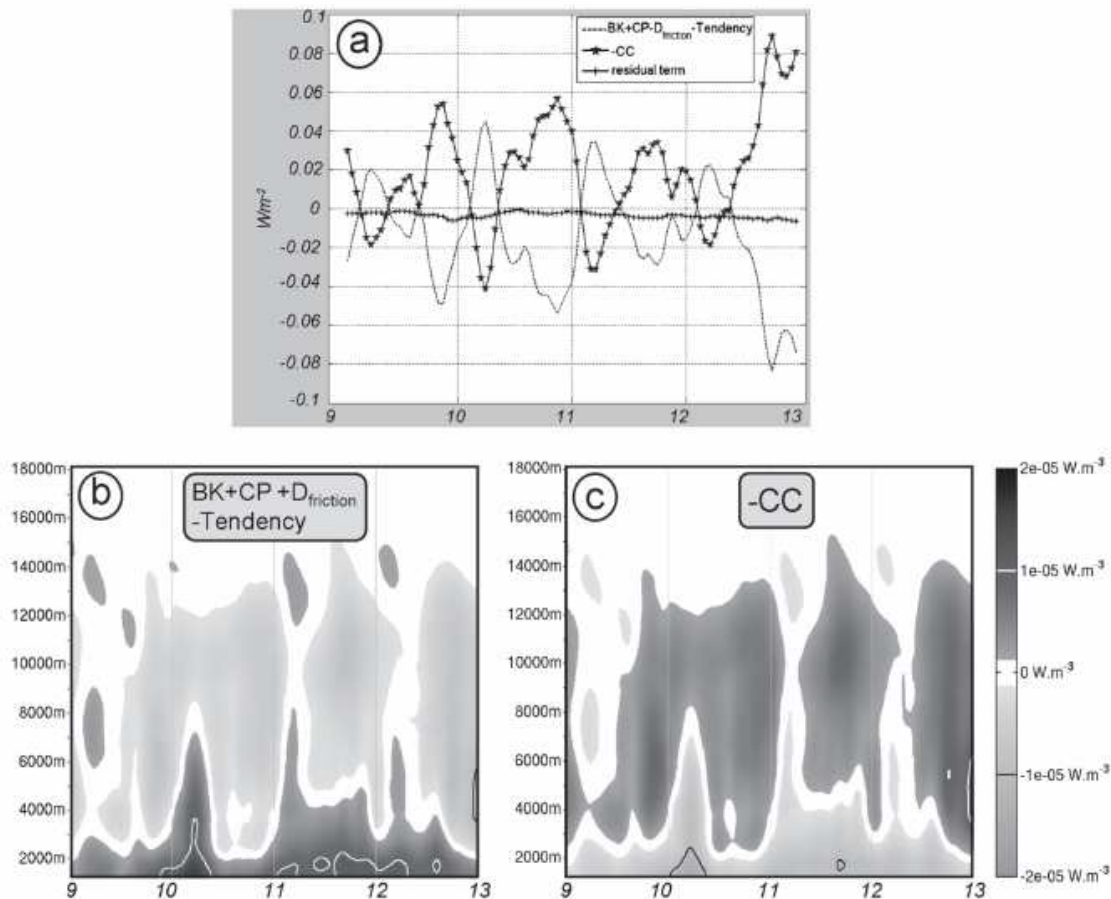 a
BK+CP-Dfriction-Tendency
-CC
residual term
0.1
0.08
0.06
0.04
0.02
0
-0.02
-0.04
-0.06
-0.08
-0.1
Wm-2
9 10 11 12 13
b
BK+CP +Dfriction
-Tendency
18000m
16000m
14000m
12000m
10000m
8000m
6000m
4000m
2000m
9 10 11 12 13
c
-CC
18000m
16000m
14000m
12000m
10000m
8000m
6000m
4000m
2000m
9 10 11 12 13
2e-05 W.m-3
1e-05 W.m-3
0 W.m-3
-1e-05 W.m-3
-2e-05 W.m-3